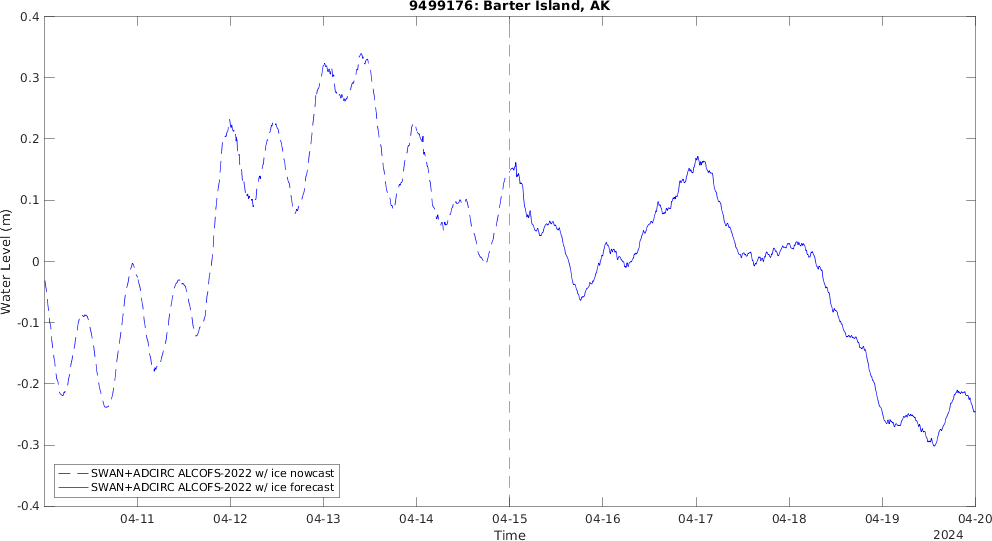 9499176: Barter Island, AK
0.4
0.3
0.2
0.1
0
-0.1
-0.2
-0.3
-0.4
Water Level (m)
SWAN+ADCIRC ALCOFS-2022 w/ ice nowcast
SWAN+ADCIRC ALCOFS-2022 w/ ice forecast
04-11 04-12 04-13 04-14 04-15 04-16 04-17 04-18 04-19 04-20
Time
2024